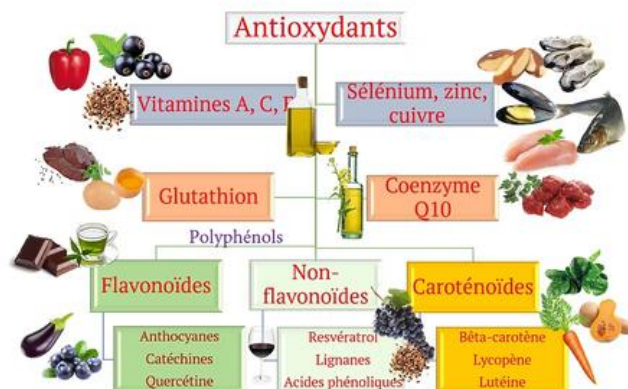 Antioxydants
Vitamines A, C, E
Sélénium, zinc,
cuivre
Glutathion
Coenzyme
Q10
Polyphénols
Flavonoïdes
Non-
flavonoïdes
Caroténoïdes
Anthocyanes
Catéchines
Quercétine
Resvératrol
Lignanes
Acides phénoliques
Bêta-carotène
Lycopène
Lutéine